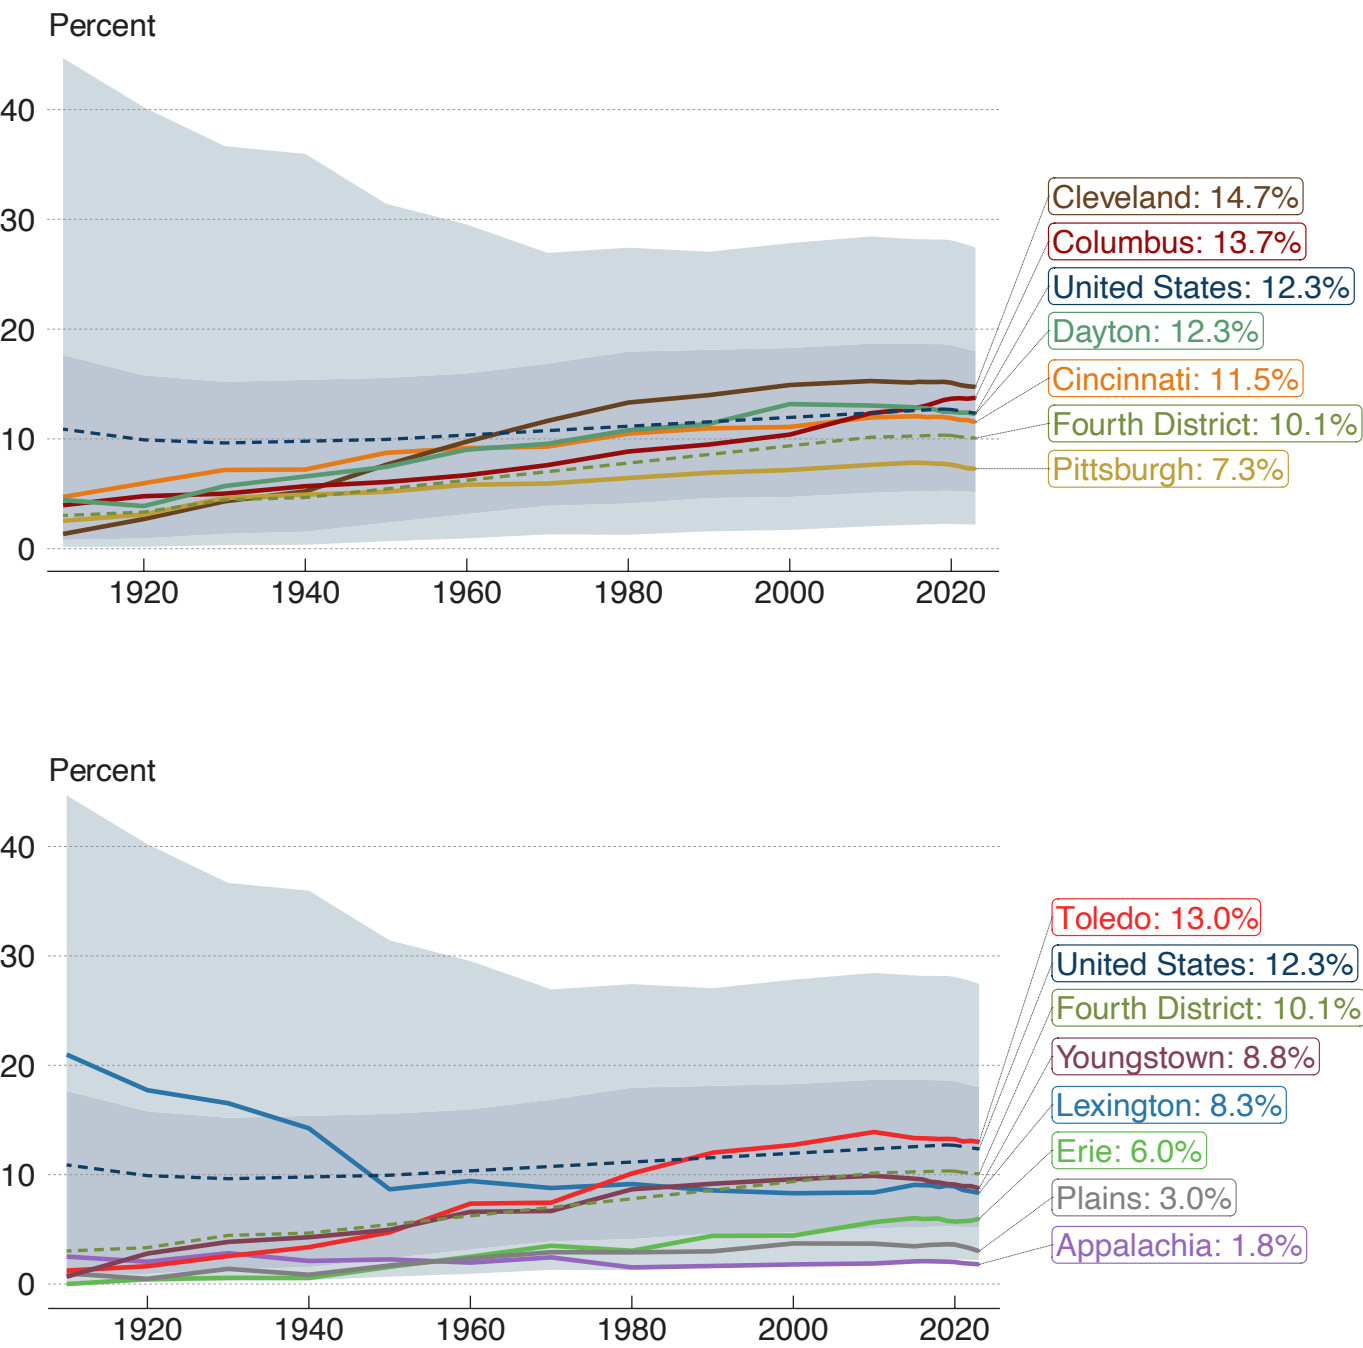 Percent
40
30
20
10
0
1920 1940 1960 1980 2000 2020
Cleveland: 14.7%
Columbus: 13.7%
United States: 12.3%
Dayton: 12.3%
Cincinnati: 11.5%
Fourth District: 10.1%
Pittsburgh: 7.3%
Percent
40
30
20
10
0
1920 1940 1960 1980 2000 2020
Toledo: 13.0%
United States: 12.3%
Fourth District: 10.1%
Youngstown: 8.8%
Lexington: 8.3%
Erie: 6.0%
Plains: 3.0%
Appalachia: 1.8%